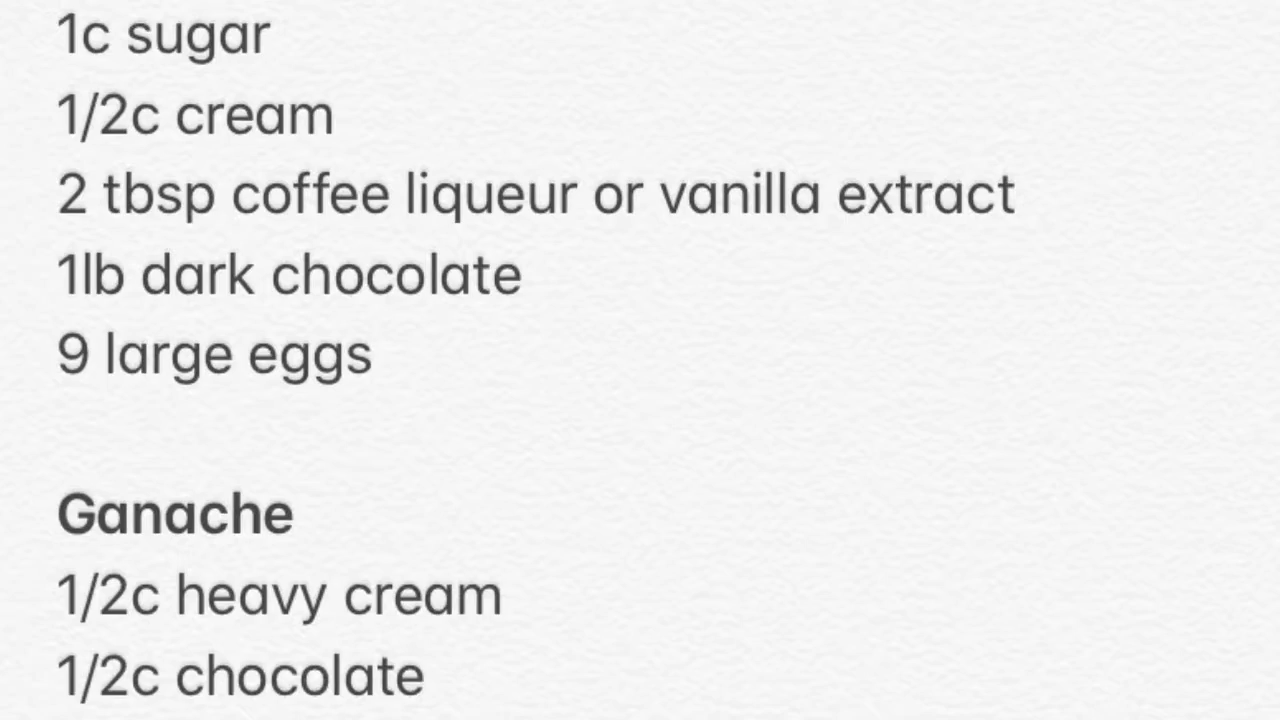 1c sugar
1/2c cream
2 tbsp coffee liqueur or vanilla extract
1lb dark chocolate
9 large eggs
Ganache
1/2c heavy cream
1/2c chocolate